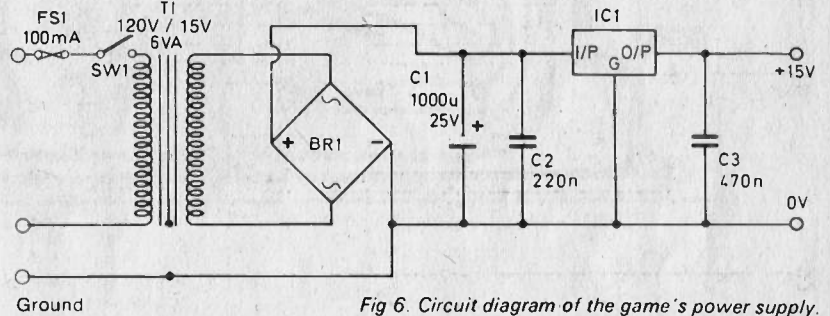 FS1
100mA
SW1
T1
120V / 15V
6VA
+ BR1 -
C1
1000u
25V
+
C2
220n
IC1
I/P O/P
G
C3
470n
+15V
0V
Ground
Fig 6. Circuit diagram of the game's power supply.